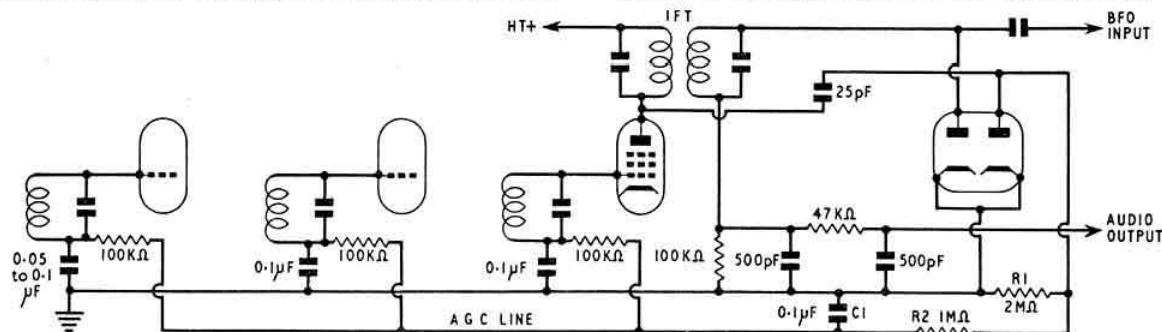 HT+
IFT
BFO
INPUT
25pF
47KΩ
AUDIO
OUTPUT
0·05
to 0·1
μF
100KΩ
0·1μF
100KΩ
0·1μF
100KΩ
100KΩ
500pF
500pF
R1
2MΩ
AGC LINE
0·1μF
C1
R2 1MΩ